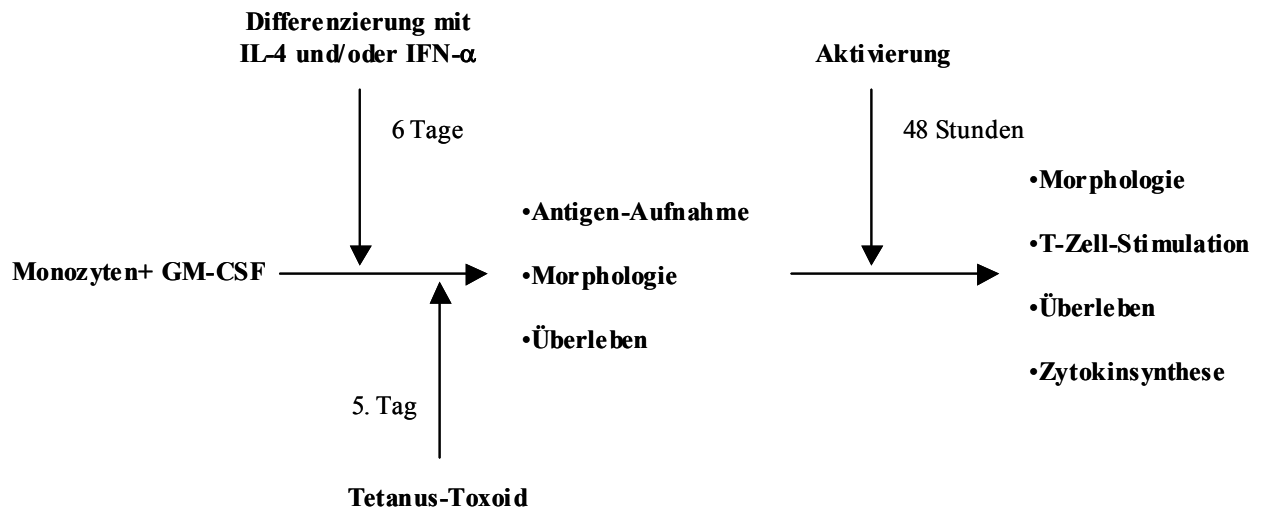 Differenzierung mit
IL-4 und/oder IFN-α
Aktivierung
6 Tage
48 Stunden
Monozyten+ GM-CSF
•Antigen-Aufnahme
•Morphologie
•Überleben
•Morphologie
•T-Zell-Stimulation
•Überleben
•Zytokinsynthese
5. Tag
Tetanus-Toxoid